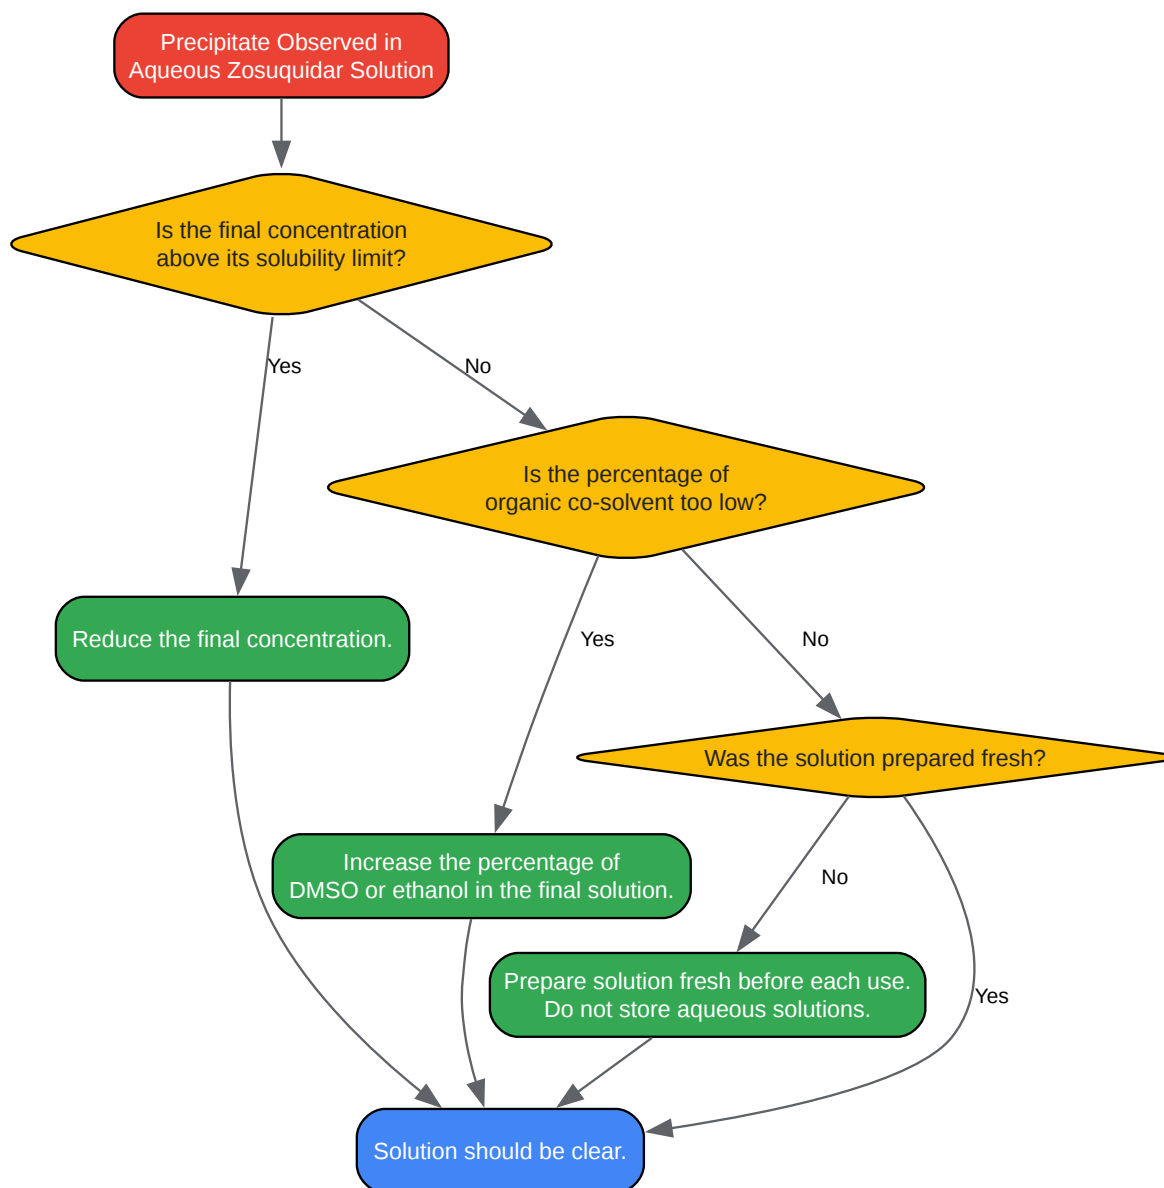 Precipitate Observed in
Aqueous Zosuquidar Solution
Is the final concentration
above its solubility limit?
Yes
No
Is the percentage of
organic co-solvent too low?
Reduce the final concentration.
Yes
No
Was the solution prepared fresh?
Increase the percentage of
DMSO or ethanol in the final solution.
No
Prepare solution fresh before each use.
Do not store aqueous solutions.
Yes
Solution should be clear.